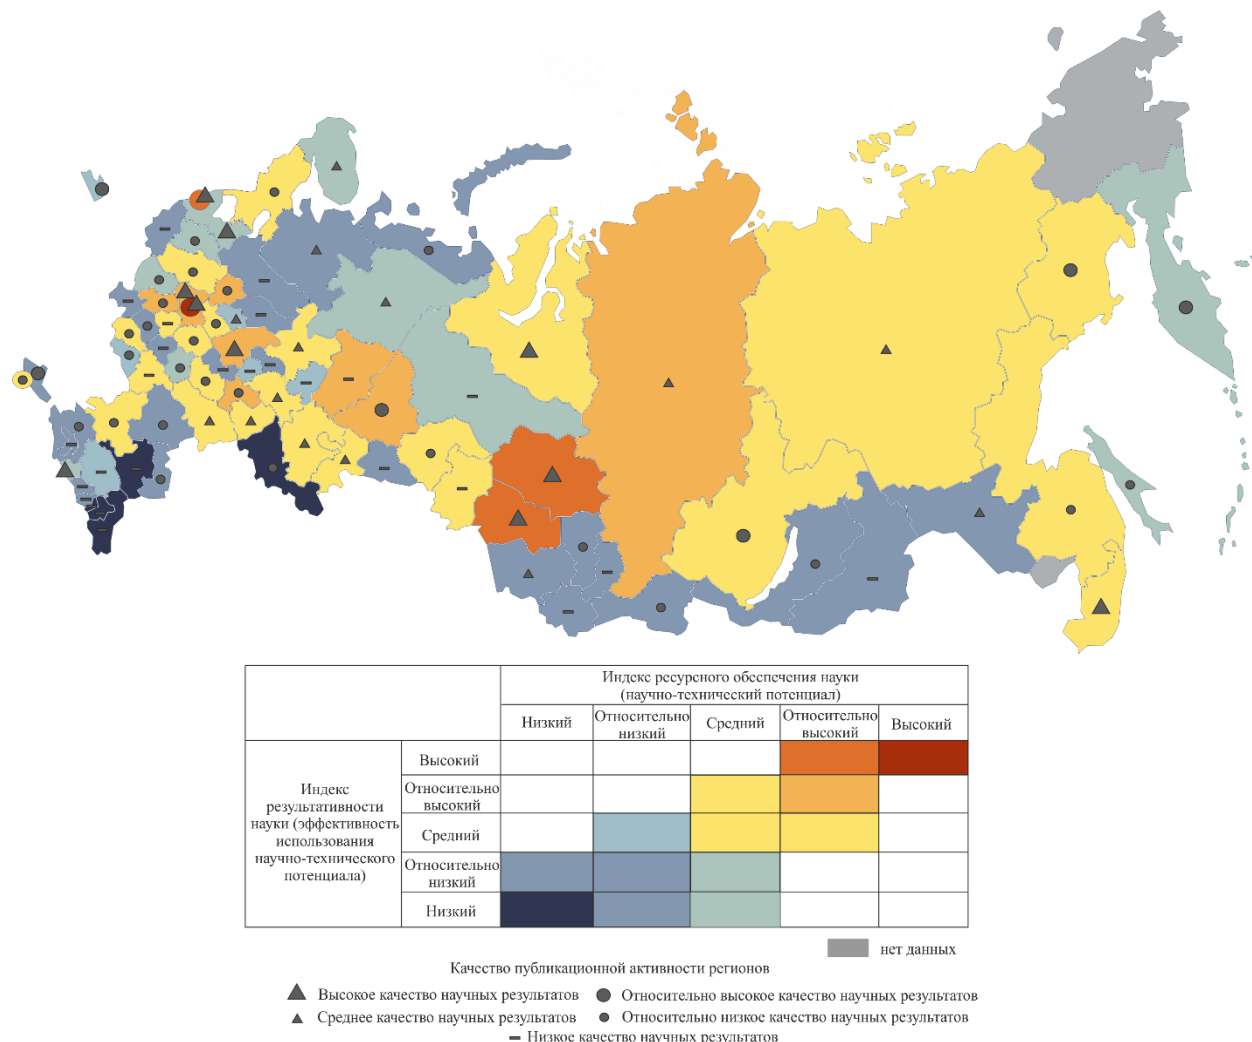 Индекс ресурсного обеспечения науки
(научно-технический потенциал)
Низкий
Относительно
низкий
Средний
Относительно
высокий
Высокий
Индекс
результативности
науки (эффективность
использования
научно-технического
потенциала)
Высокий
Относительно
высокий
Средний
Относительно
низкий
Низкий
нет данных
Качество публикационной активности регионов
Высокое качество научных результатов
Относительно высокое качество научных результатов
Среднее качество научных результатов
Относительно низкое качество научных результатов
Низкое качество научных результатов